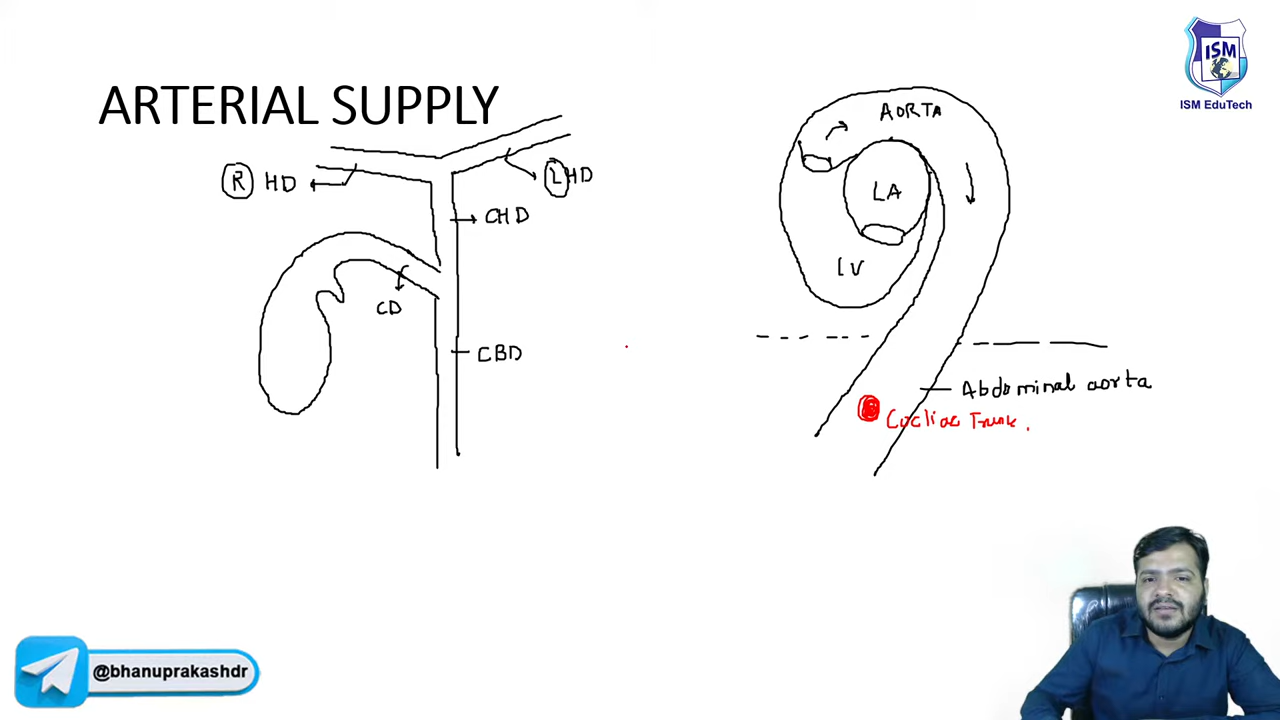 ISM
ISM EduTech
ARTERIAL SUPPLY
AORTA
R HD
L HD
LA
CHD
LV
CD
CBD
Abdominal aorta
Coeliac Trunk.
@bhanuprakashdr